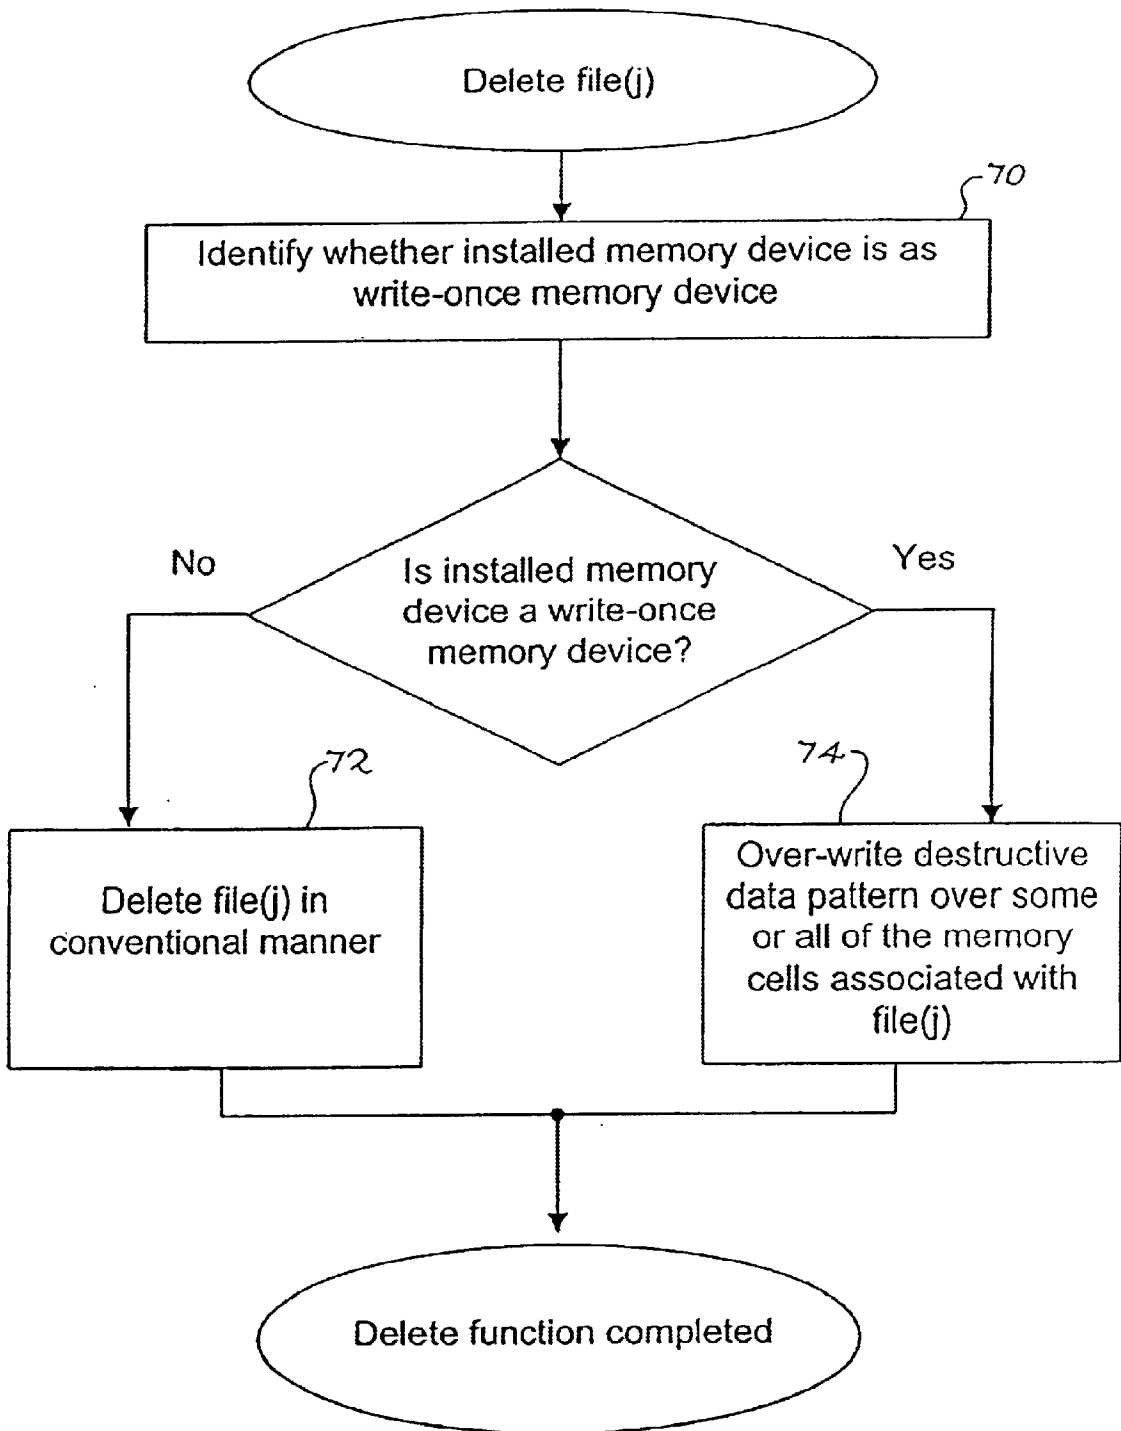 Delete file(j)
70
Identify whether installed memory device is as
write-once memory device
No
Yes
Is installed memory
device a write-once
memory device?
72
74
Delete file(j) in
conventional manner
Over-write destructive
data pattern over some
or all of the memory
cells associated with
file(j)
Delete function completed